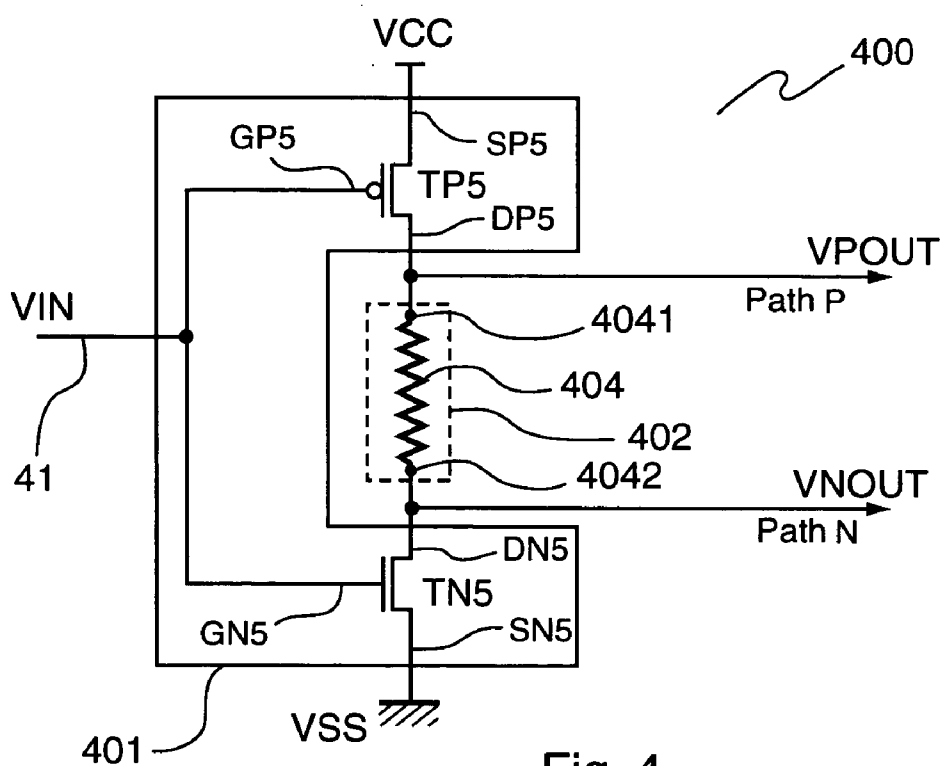 VCC
400
GP5
SP5
TP5
DP5
VPOUT
Path P
VIN
4041
404
402
41
4042
VNOUT
Path N
DN5
TN5
GN5
SN5
VSS
401
Fig. 4